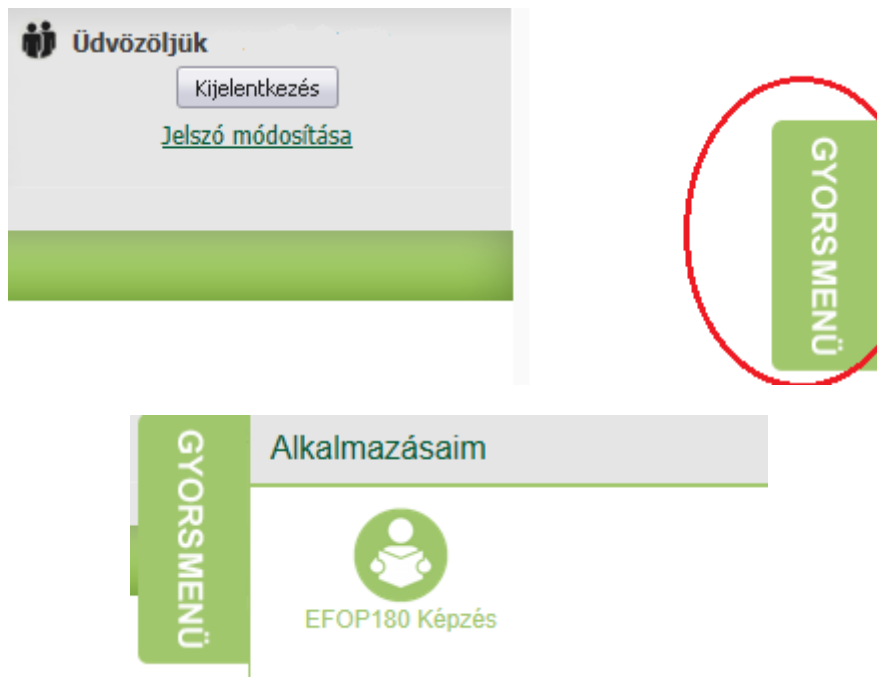 Üdvözöljük
Kijelentkezés
Jelszó módosítása
GYORSMENÜ
GYORSMENÜ
Alkalmazásaim
EFOP180 Képzés